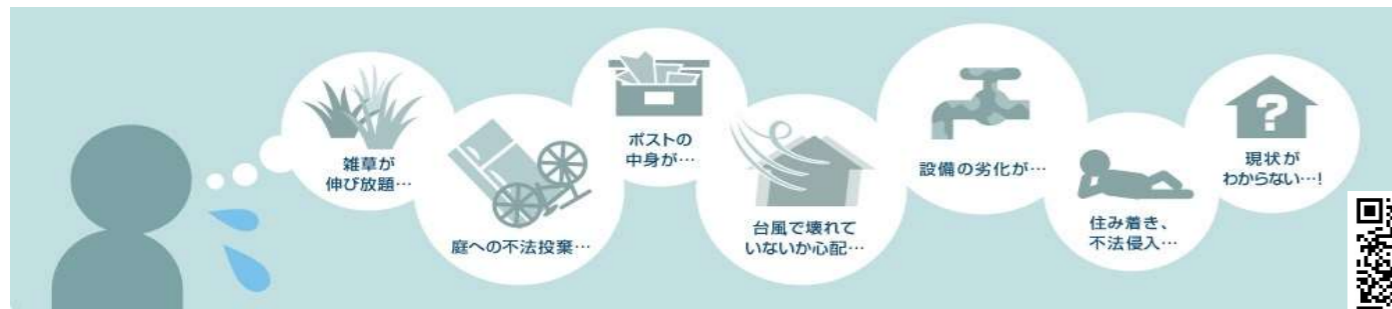 雑草が
伸び放題…
庭への不法投棄…
ポストの
中身が…
台風で壊れて
いないか心配…
設備の劣化が…
住み着き、
不法侵入…
現状が
わからない…!
?